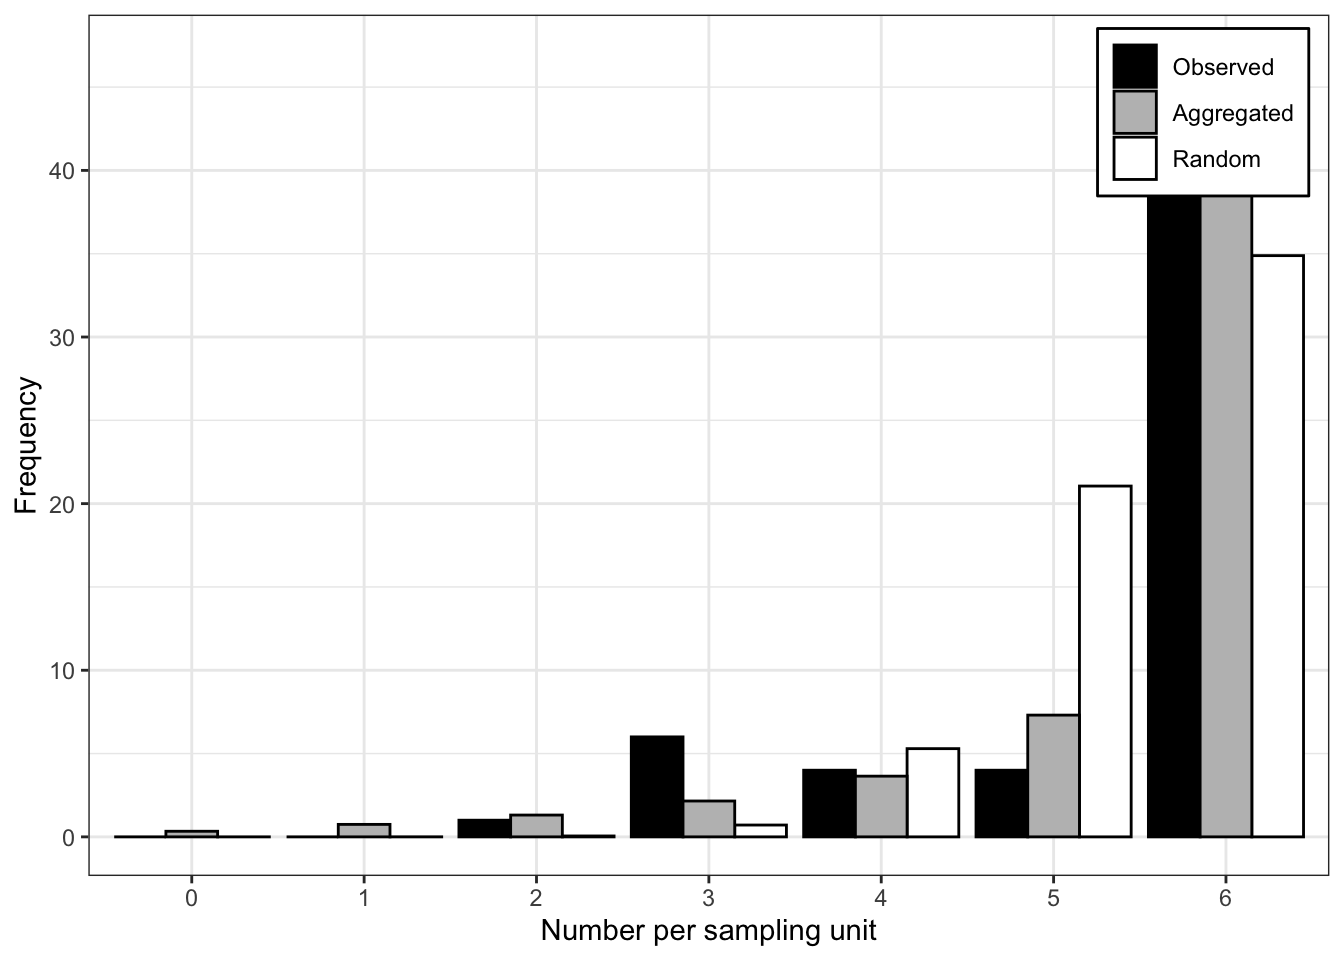 Observed
Aggregated
Random
40
30
20
10
0
Frequency
0 1 2 3 4 5 6
Number per sampling unit